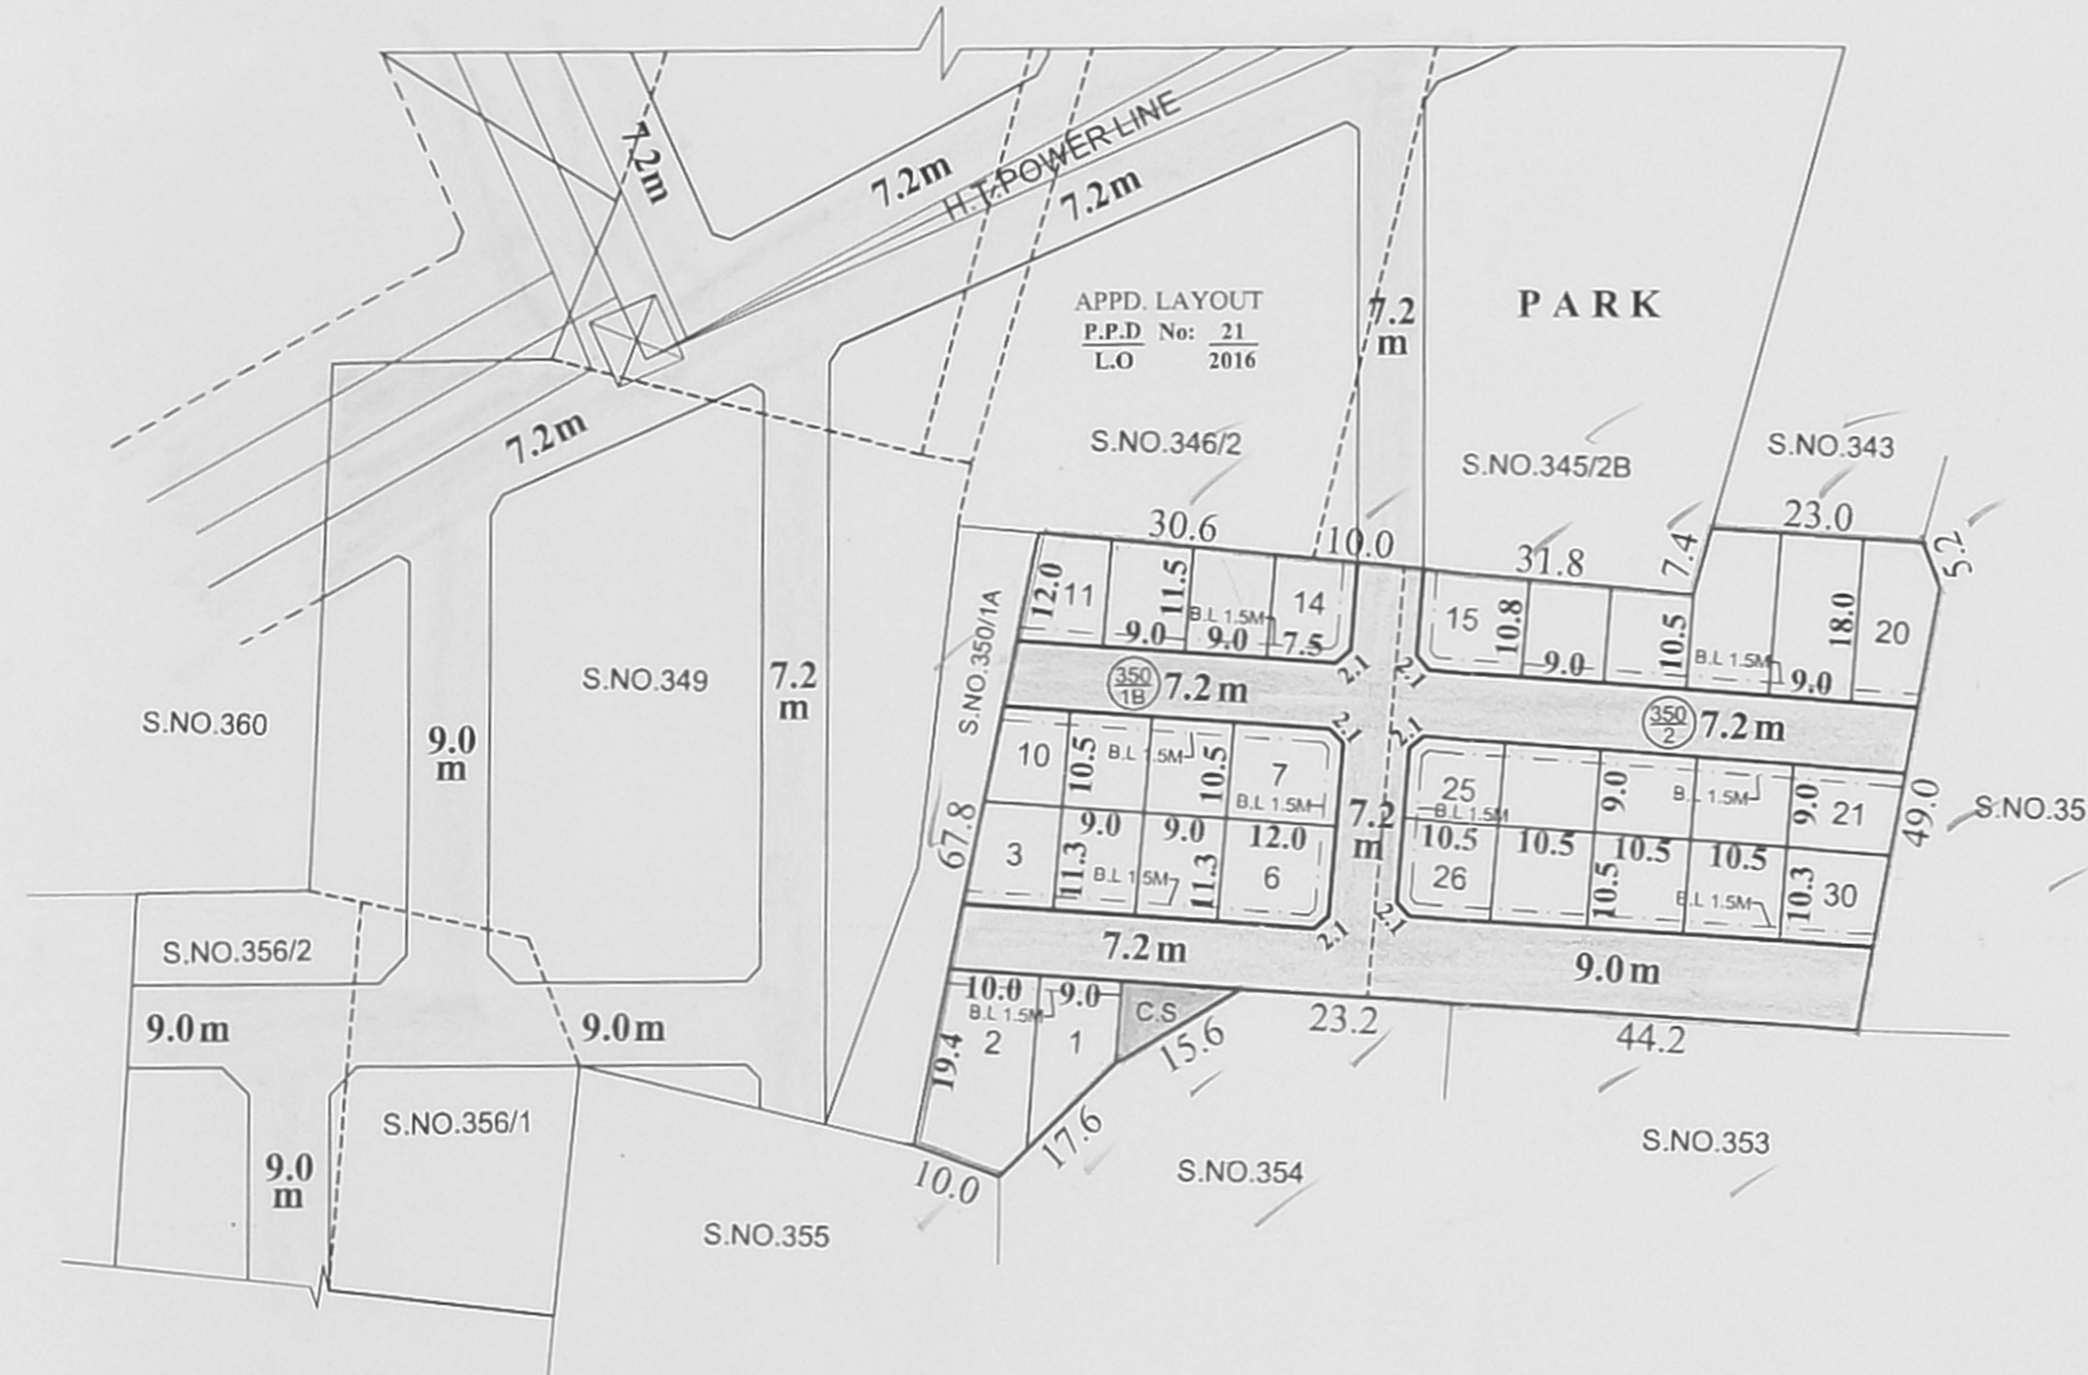 7.2m
7.2m
H.T.POWER LINE
7.2m
APPD. LAYOUT
P.P.D No: 21
L.O 2016
7.2
m
PARK
7.2m
S.NO.346/2
S.NO.345/2B
S.NO.343
30.6
10.0
31.8
7.4
23.0
5.2
S.NO.360
S.NO.349
9.0
m
7.2
m
S.NO.350/1A
67.8
12.0
11
11.5
B.L 1.5M
14
9.0
9.0
7.5
2.1
15
10.8
9.0
10.5
B.L 1.5M
9.0
18.0
20
2.1
350
1B
7.2m
350
2
7.2m
2.1
2.1
10
10.5
B.L 1.5M
10.5
7
B.L 1.5M
9.0
9.0
12.0
3
11.3
B.L 1.5M
11.3
6
2.1
7.2
m
25
B.L 1.5M
9.0
B.L 1.5M
9.0
21
10.5
10.5
10.5
10.5
26
10.5
B.L 1.5M
10.3
30
2.1
49.0
S.NO.35
7.2m
9.0m
10.0
9.0
B.L 1.5M
C.S
2
1
19.4
15.6
23.2
44.2
17.6
10.0
S.NO.356/2
9.0m
9.0m
S.NO.356/1
9.0
m
S.NO.355
S.NO.354
S.NO.353